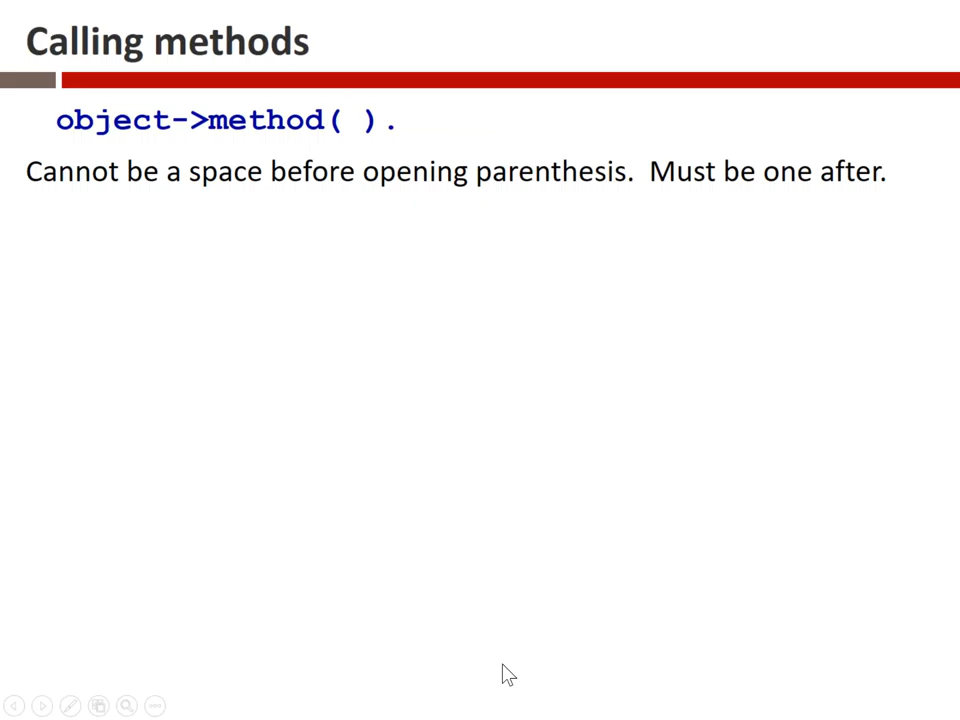 Calling methods
object->method( ).
Cannot be a space before opening parenthesis.  Must be one after.